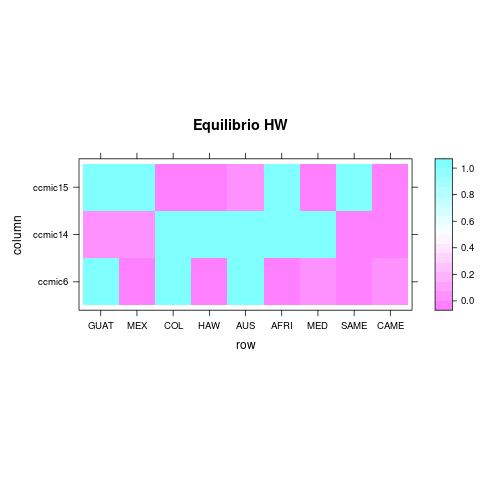 Equilibrio HW
column
ccmic15
ccmic14
ccmic6
GUAT MEX COL HAW AUS AFRI MED SAME CAME
row
1.0
0.8
0.6
0.4
0.2
0.0